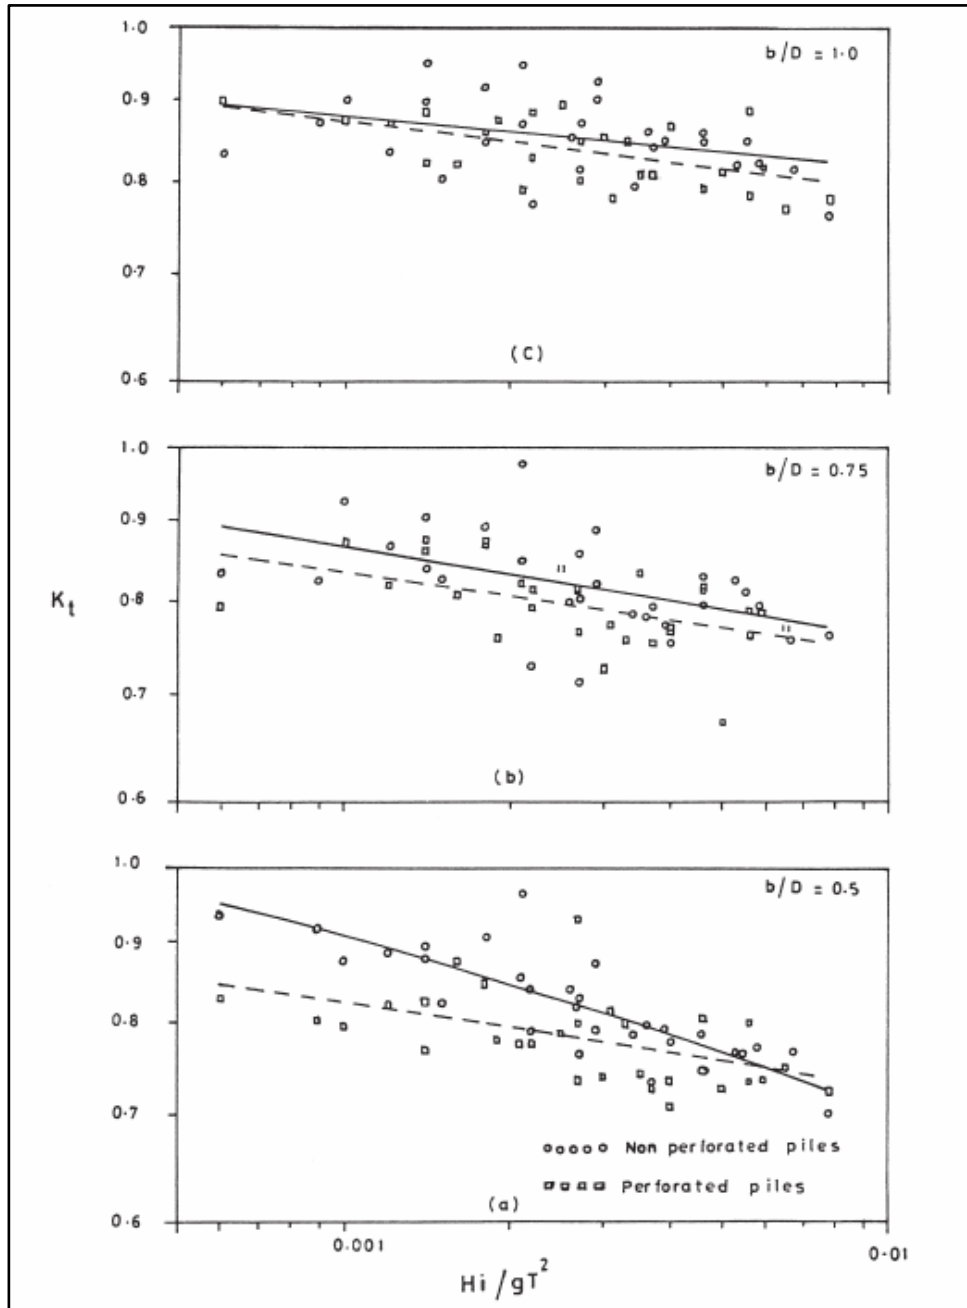 1.0
b/D = 1.0
0.9
0.8
0.7
(C)
0.6
1.0
b/D = 0.75
0.9
0.8
Kt
0.7
(b)
0.6
1.0
b/D = 0.5
0.9
0.8
0.7
Non perforated piles
Perforated piles
(a)
0.6
0.001
0.01
Hi/gT²